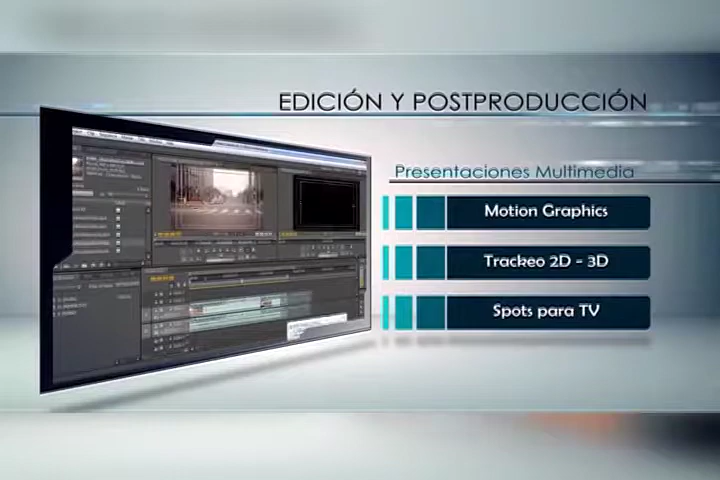 EDICIÓN Y POSTPRODUCCIÓN
Presentaciones Multimedia
Motion Graphics
Trackeo 2D - 3D
Spots para TV